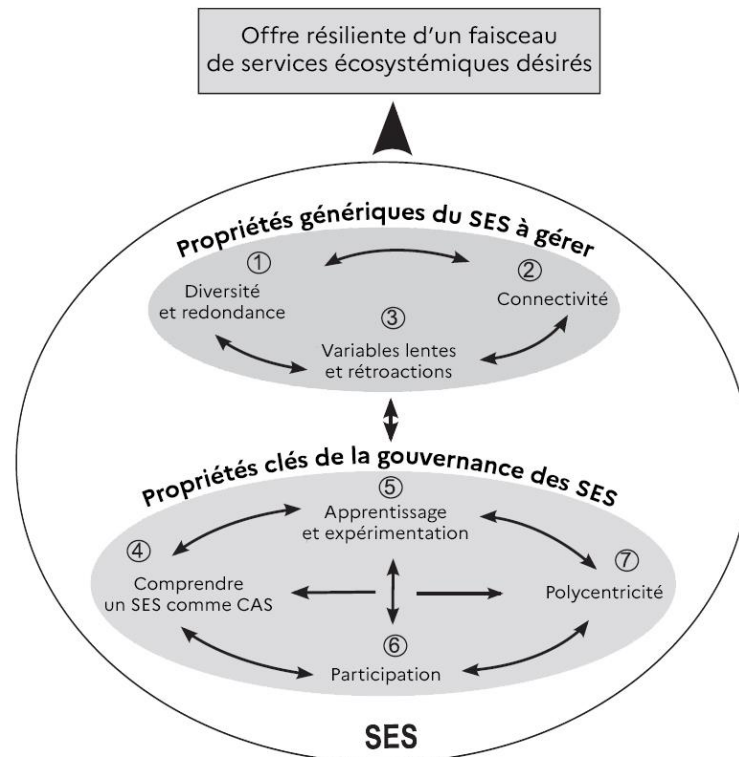 Offre résiliente d'un faisceau
de services écosystémiques désirés
Propriétés génériques du SES à gérer
①
Diversité
et redondance
②
Connectivité
③
Variables lentes
et rétroactions
Propriétés clés de la gouvernance des SES
⑤
Apprentissage
et expérimentation
④
Comprendre
un SES comme CAS
⑦
Polycentricité
⑥
Participation
SES